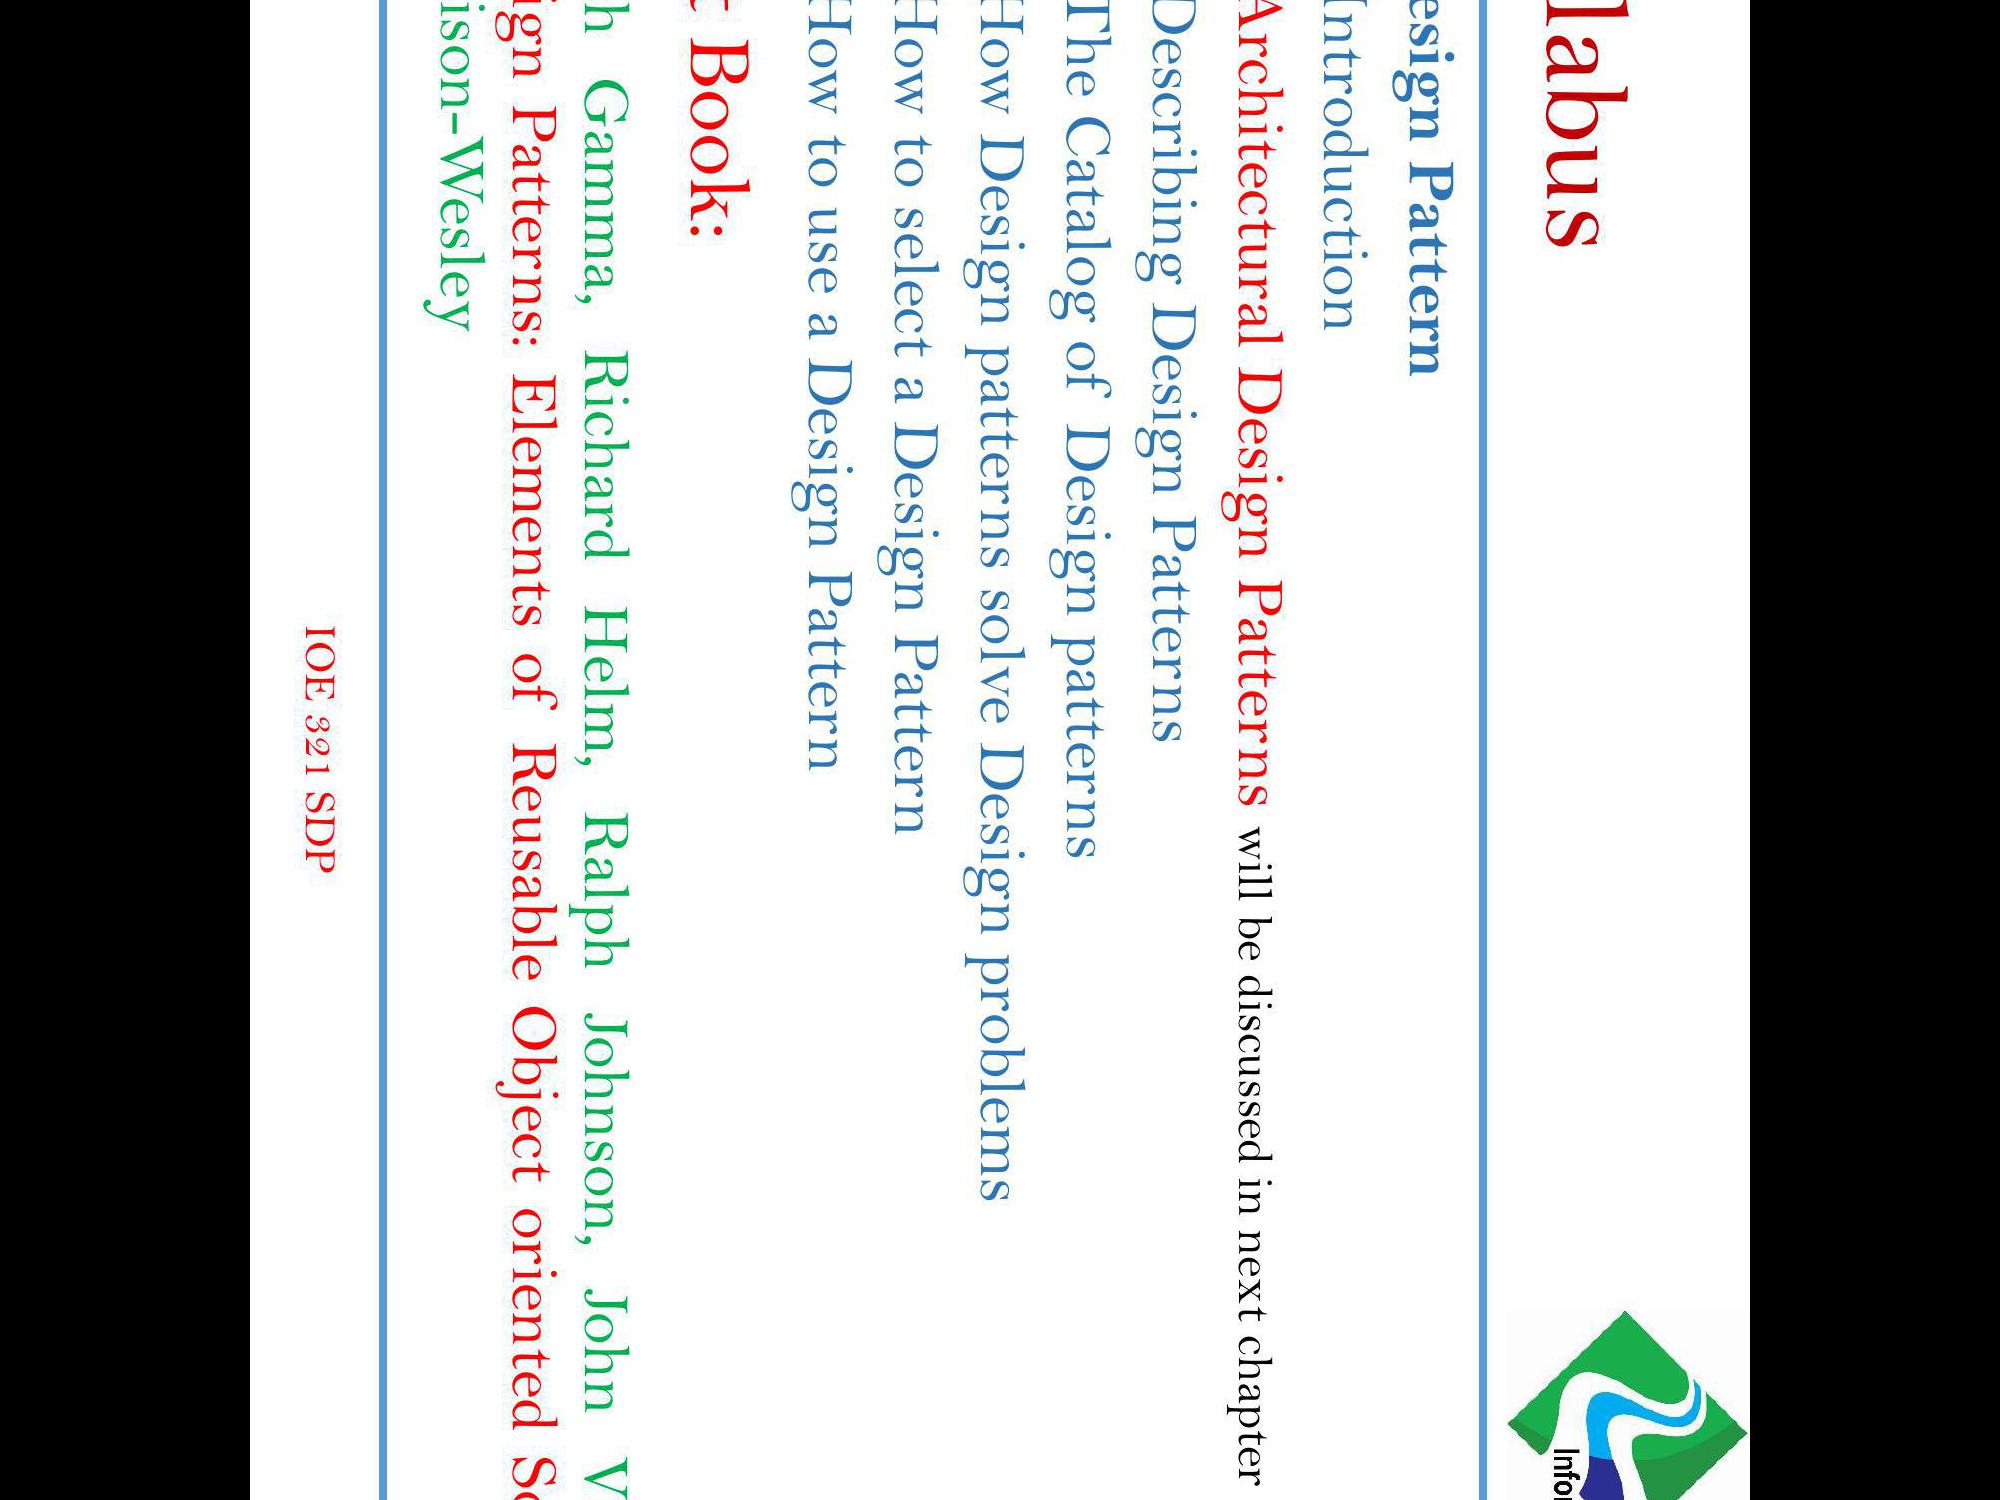 llabus
esign Pattern
Introduction
Architectural Design Patterns will be discussed in next chapter
Describing Design Patterns
The Catalog of Design patterns
How Design patterns solve Design problems
How to select a Design Pattern
How to use a Design Pattern
t Book:
h Gamma, Richard Helm, Ralph Johnson, John V
ign Patterns: Elements of Reusable Object oriented So
ison-Wesley
IOE 321 SDP
Infor